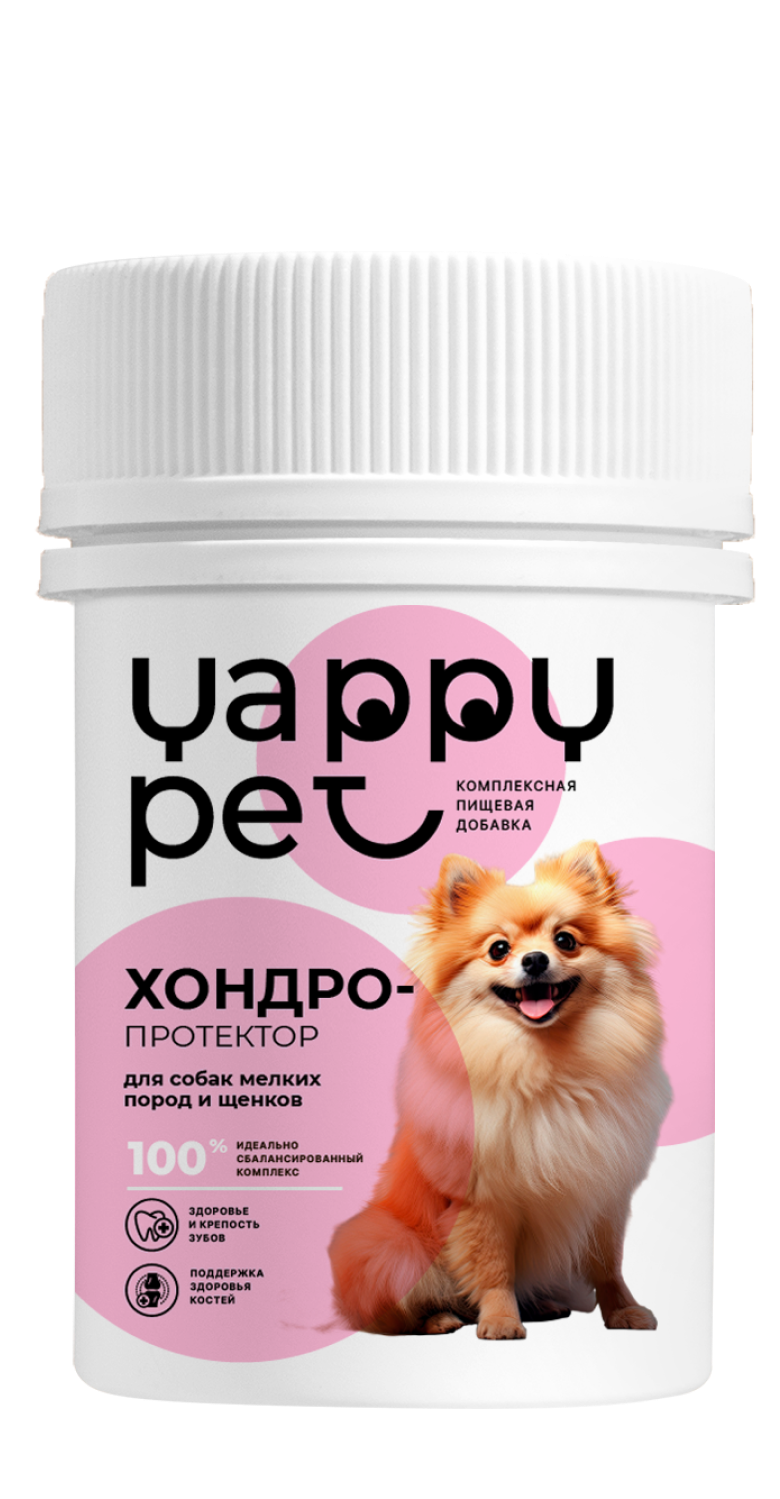 yappy
pet
КОМПЛЕКСНАЯ
ПИЩЕВАЯ
ДОБАВКА
ХОНДРО-
ПРОТЕКТОР
для собак мелких
пород и щенков
100%
ИДЕАЛЬНО
СБАЛАНСИРОВАННЫЙ
КОМПЛЕКС
ЗДОРОВЬЕ
И КРЕПОСТЬ
ЗУБОВ
ПОДДЕРЖКА
ЗДОРОВЬЯ
КОСТЕЙ